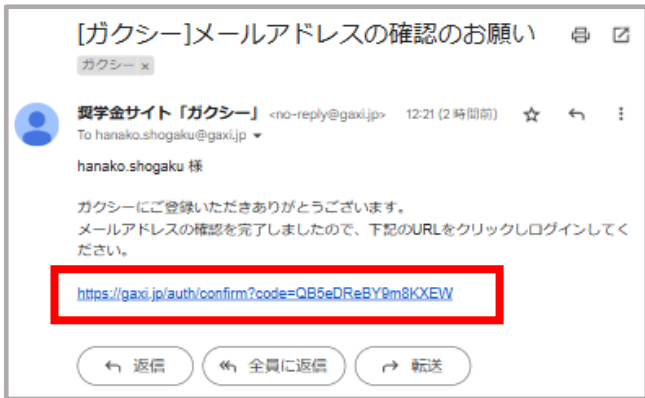 [ガクシー]メールアドレスの確認のお願い
ガクシー ×
奨学金サイト「ガクシー」 <no-reply@gaxi.jp> 12:21 (2 時間前)
To hanako.shogaku@gaxi.jp
hanako.shogaku 様
ガクシーにご登録いただきありがとうございます。
メールアドレスの確認を完了しましたので、下記のURLをクリックしログインしてく
ださい。
https://gaxi.jp/auth/confirm?code=QB5eDReBY9m8KXEW
返信
全員に返信
転送